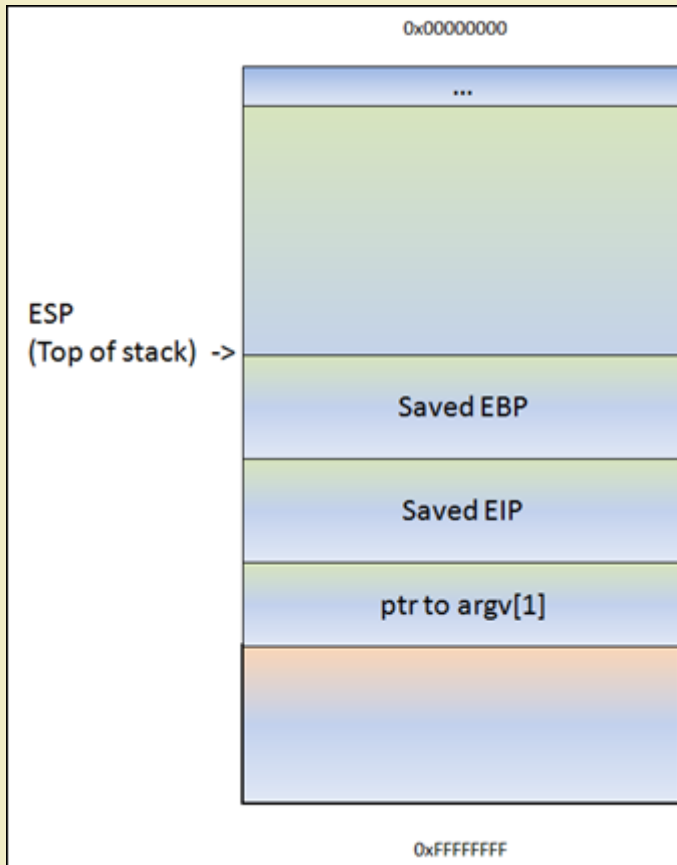 0x00000000
...
ESP
(Top of stack) ->
Saved EBP
Saved EIP
ptr to argv[1]
0xFFFFFFFF